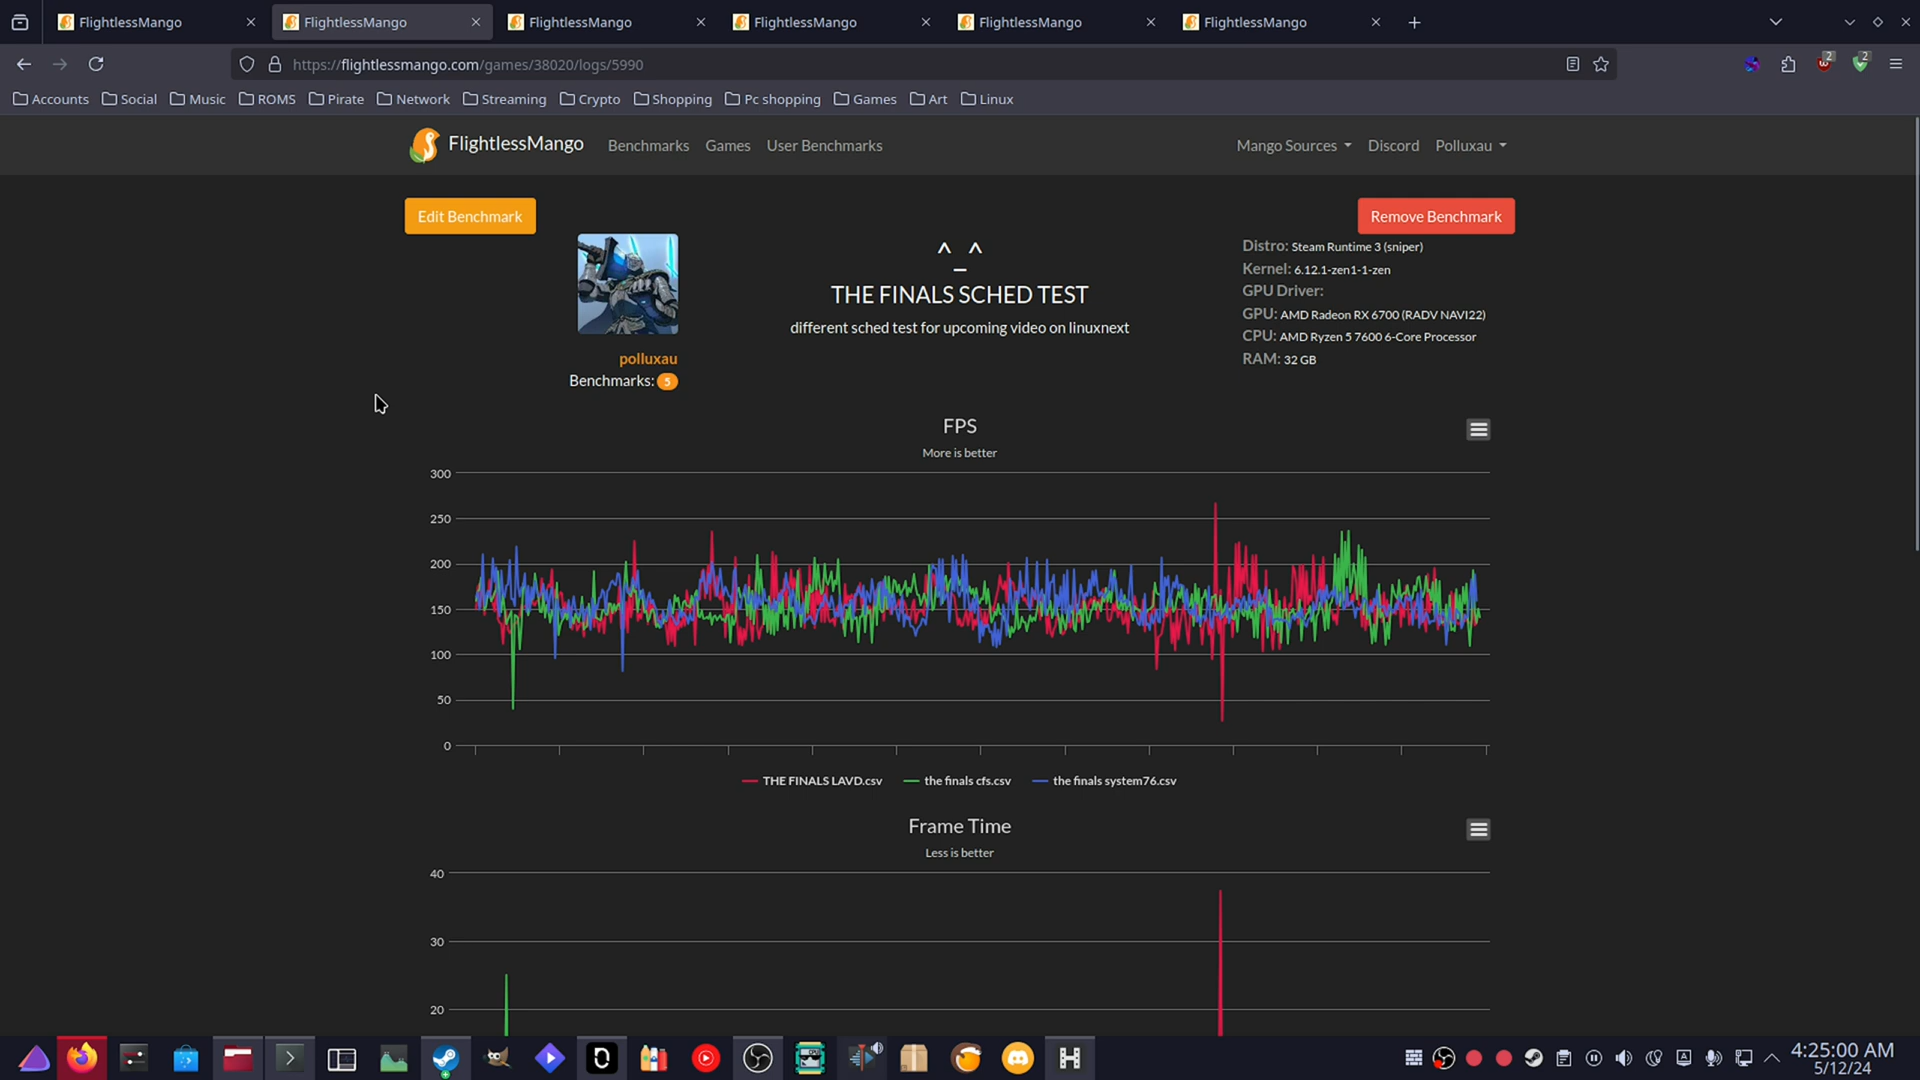 FlightlessMango
FlightlessMango
FlightlessMango
FlightlessMango
FlightlessMango
FlightlessMango
https://flightlessmango.com/games/38020/logs/5990
2
2
Accounts Social Music ROMS Pirate Network Streaming Crypto Shopping Pc shopping Games Art Linux
FlightlessMango Benchmarks Games User Benchmarks Mango Sources Discord Polluxau
Edit Benchmark
Remove Benchmark
^ _ ^
THE FINALS SCHED TEST
different sched test for upcoming video on linuxnext
polluxau
Benchmarks: 5
Distro: Steam Runtime 3 (sniper)
Kernel: 6.12.1-zen1-1-zen
GPU Driver:
GPU: AMD Radeon RX 6700 (RADV NAVI22)
CPU: AMD Ryzen 5 7600 6-Core Processor
RAM: 32 GB
FPS
More is better
300
250
200
150
100
50
0
THE FINALS LAVD.csv the finals cfs.csv the finals system76.csv
Frame Time
Less is better
40
30
20
4:25:00 AM
5/12/24